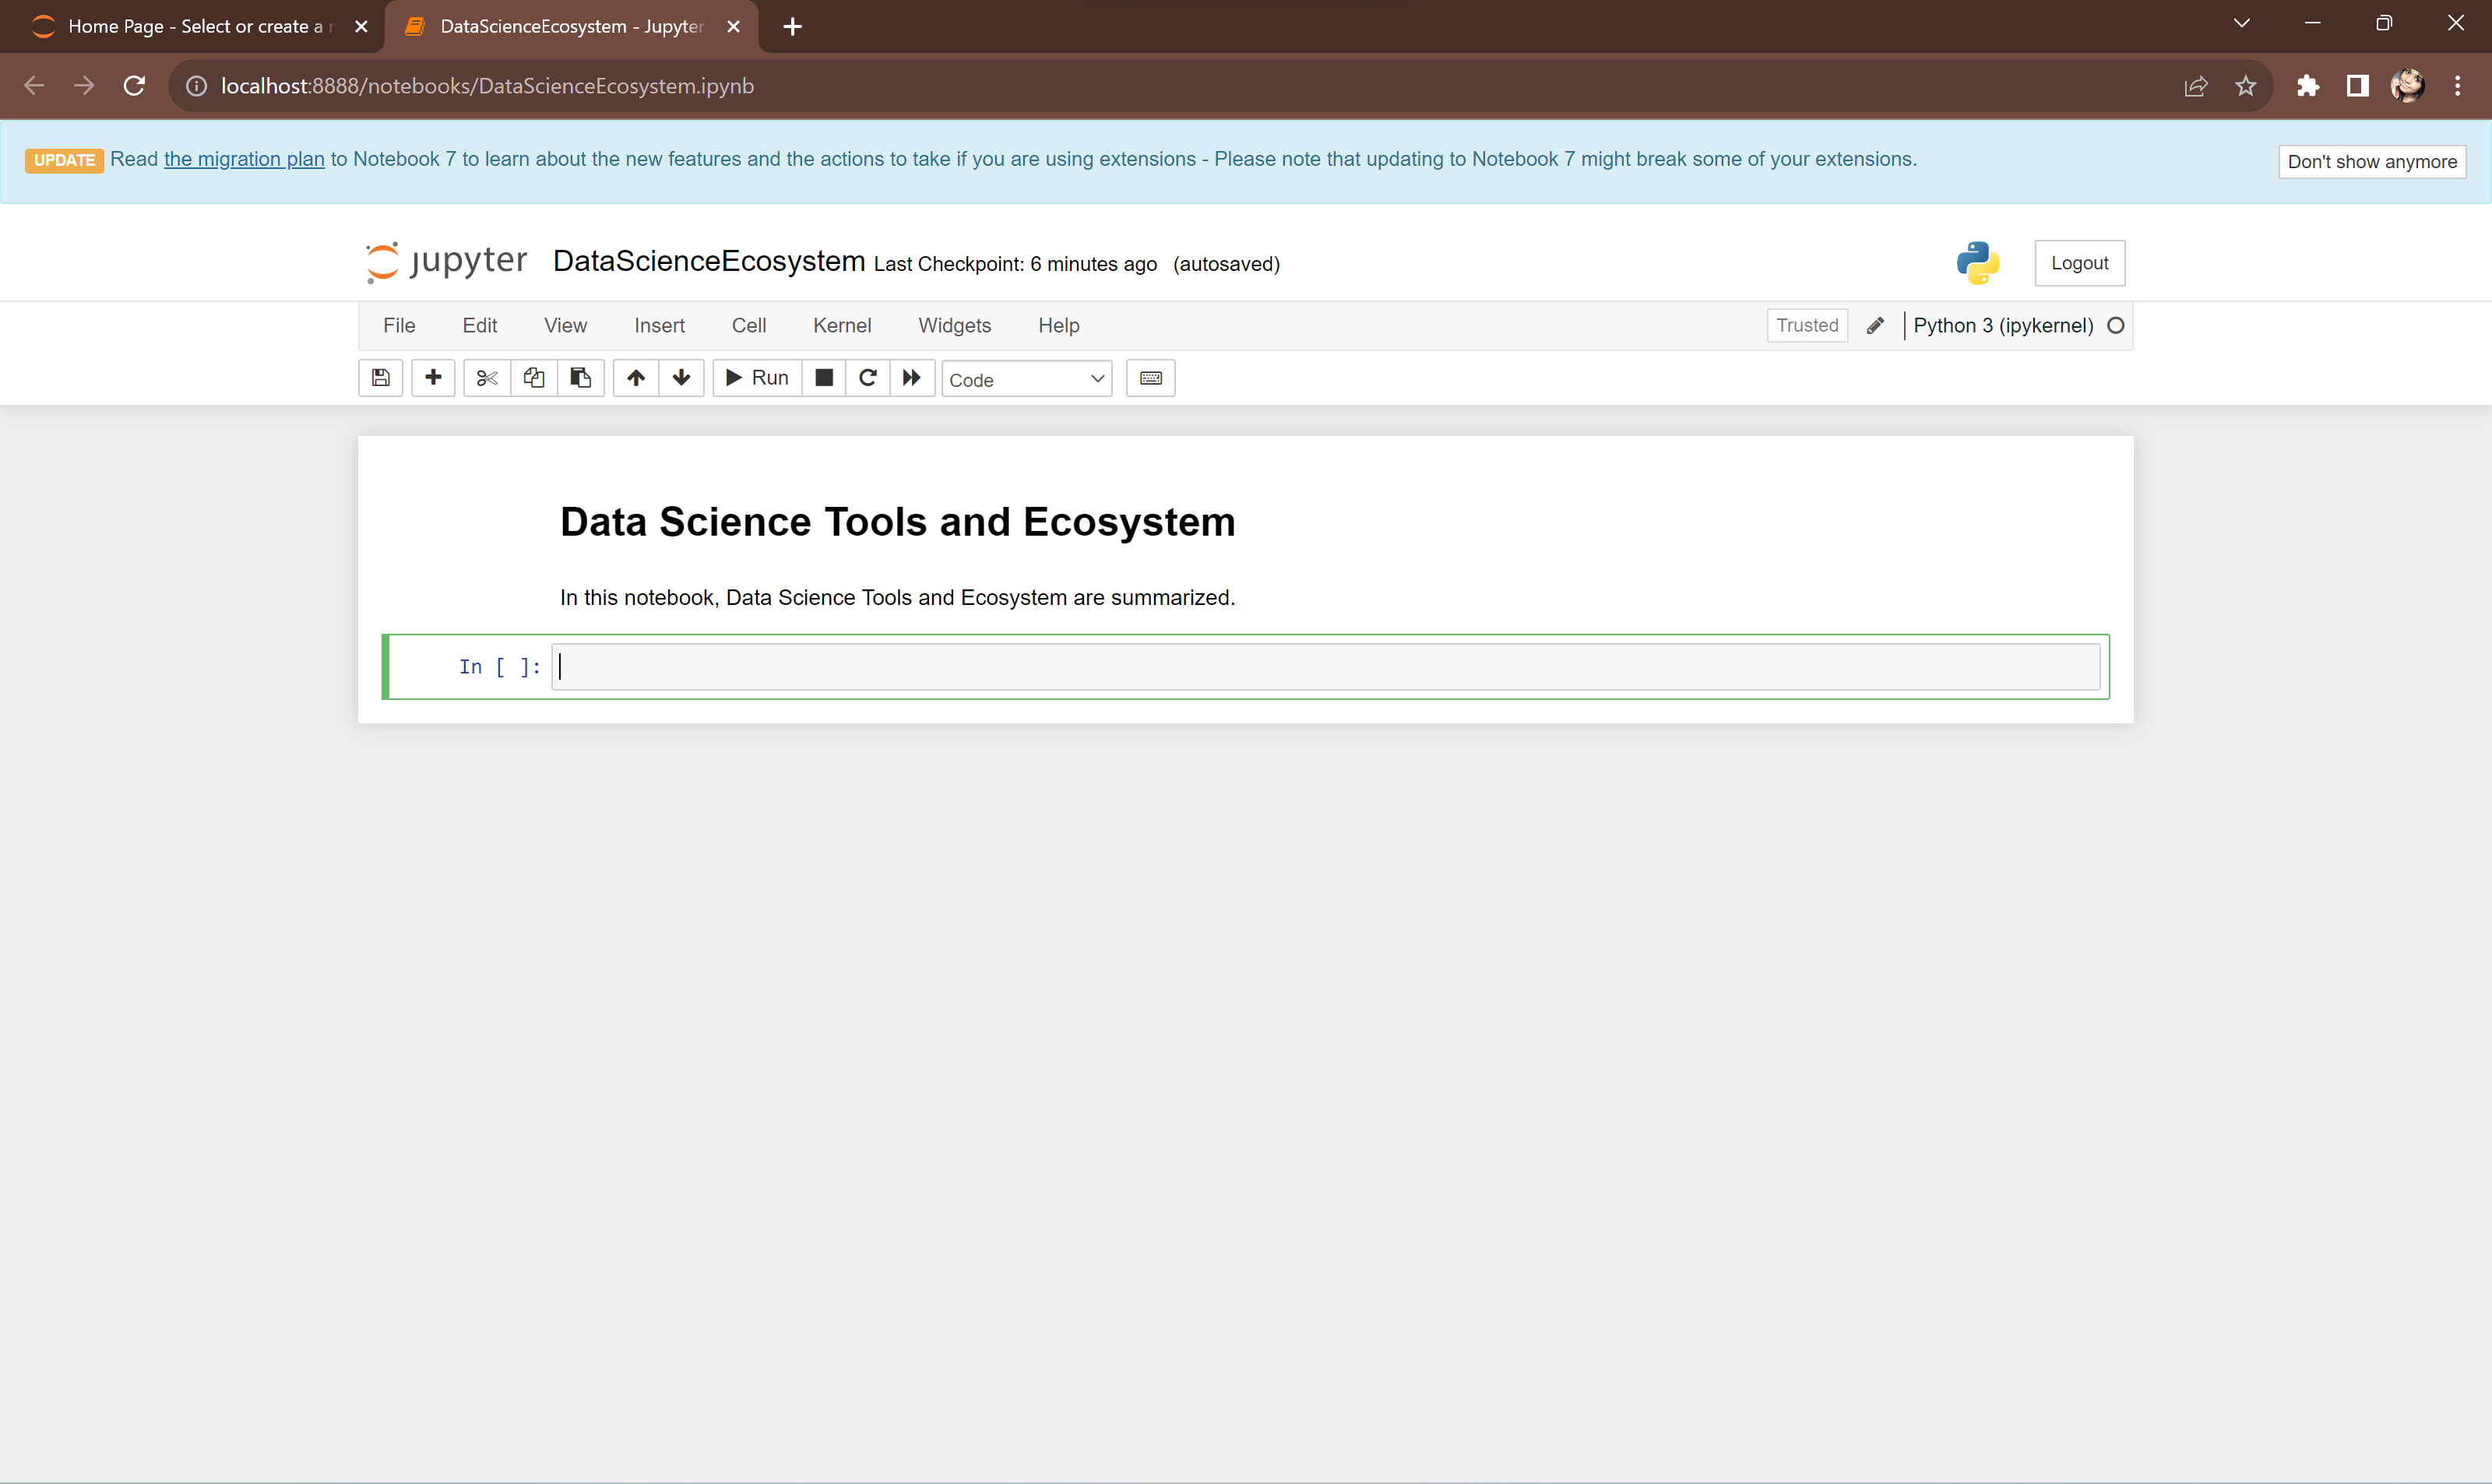 Home Page - Select or create a
DataScienceEcosystem - Jupyter
localhost:8888/notebooks/DataScienceEcosystem.ipynb
UPDATE Read the migration plan to Notebook 7 to learn about the new features and the actions to take if you are using extensions - Please note that updating to Notebook 7 might break some of your extensions.
Don't show anymore
jupyter DataScienceEcosystem Last Checkpoint: 6 minutes ago (autosaved)
Logout
File Edit View Insert Cell Kernel Widgets Help
Trusted Python 3 (ipykernel)
Run Code
Data Science Tools and Ecosystem
In this notebook, Data Science Tools and Ecosystem are summarized.
In [ ]: